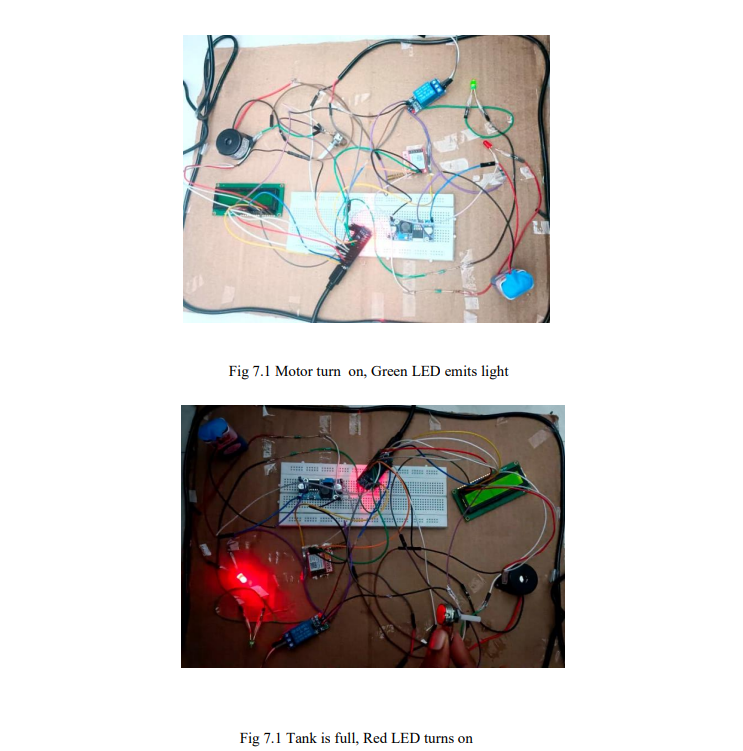 Fig 7.1 Motor turn on, Green LED emits light
Fig 7.1 Tank is full, Red LED turns on